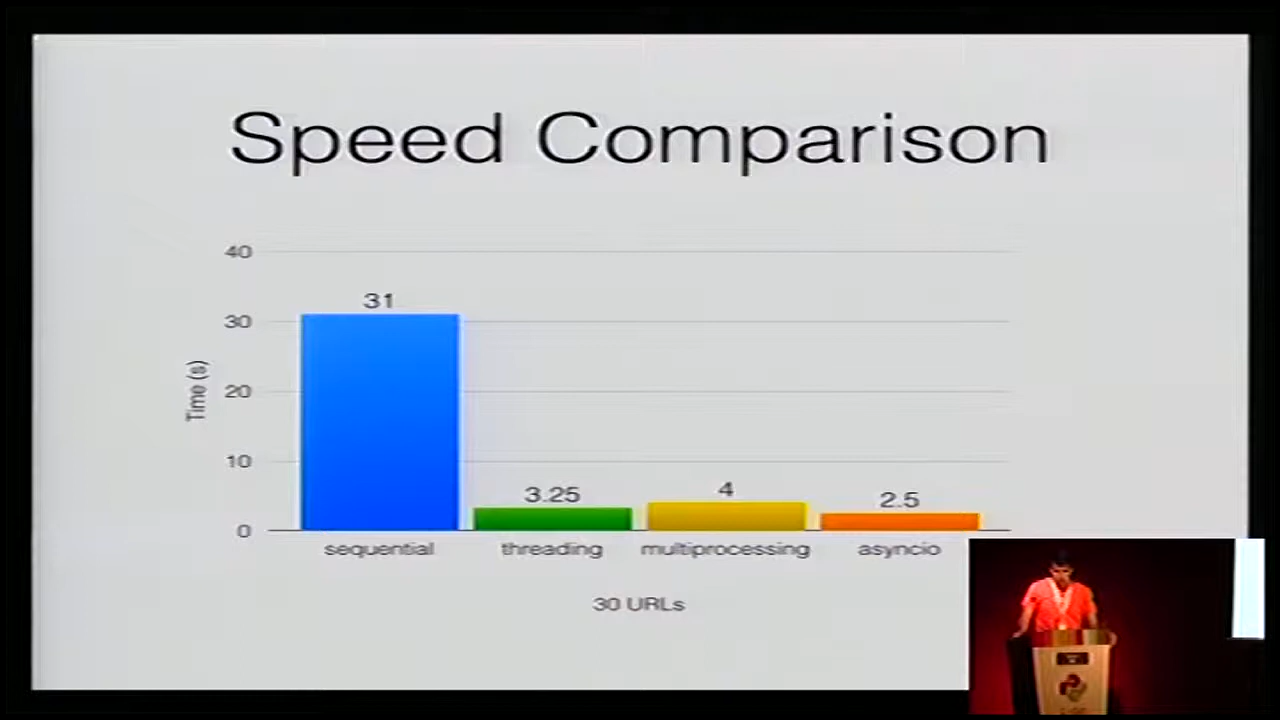 Speed Comparison
40
31
30
Time (s)
20
10
3.25
4
2.5
0
sequential threading multiprocessing asyncio
30 URLs